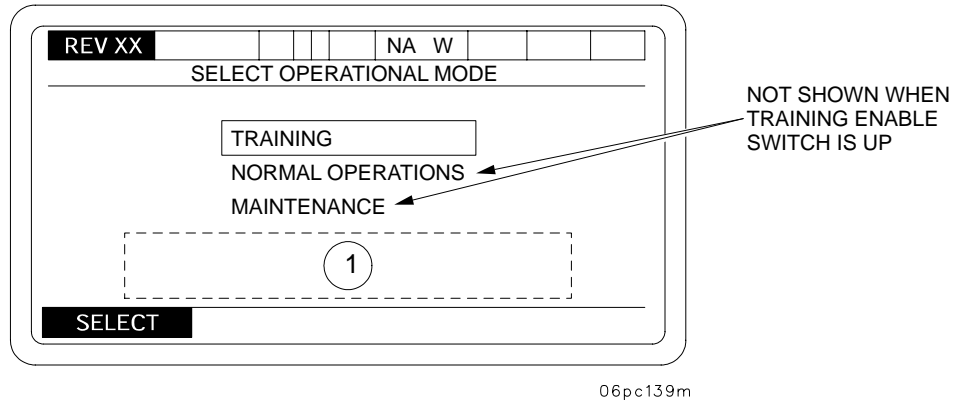 REV XX NA W
SELECT OPERATIONAL MODE
TRAINING
NORMAL OPERATIONS
MAINTENANCE
1
SELECT
NOT SHOWN WHEN
TRAINING ENABLE
SWITCH IS UP
06pc139m